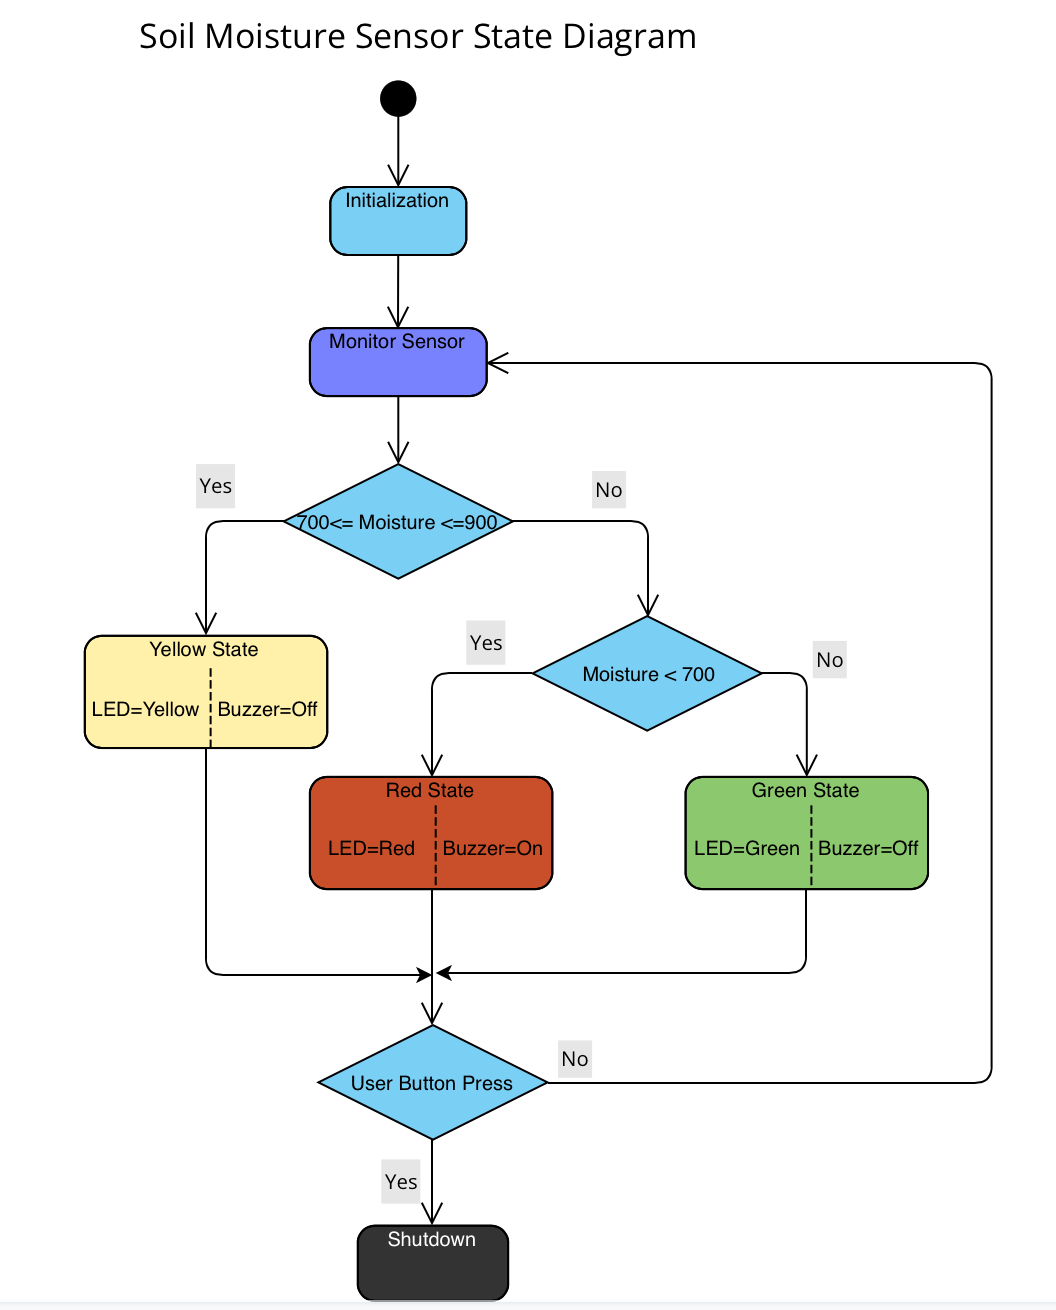 Soil Moisture Sensor State Diagram
Initialization
Monitor Sensor
Yes
No
700<= Moisture <=900
Yellow State
LED=Yellow
Buzzer=Off
Yes
No
Moisture < 700
Red State
LED=Red
Buzzer=On
Green State
LED=Green
Buzzer=Off
No
User Button Press
Yes
Shutdown